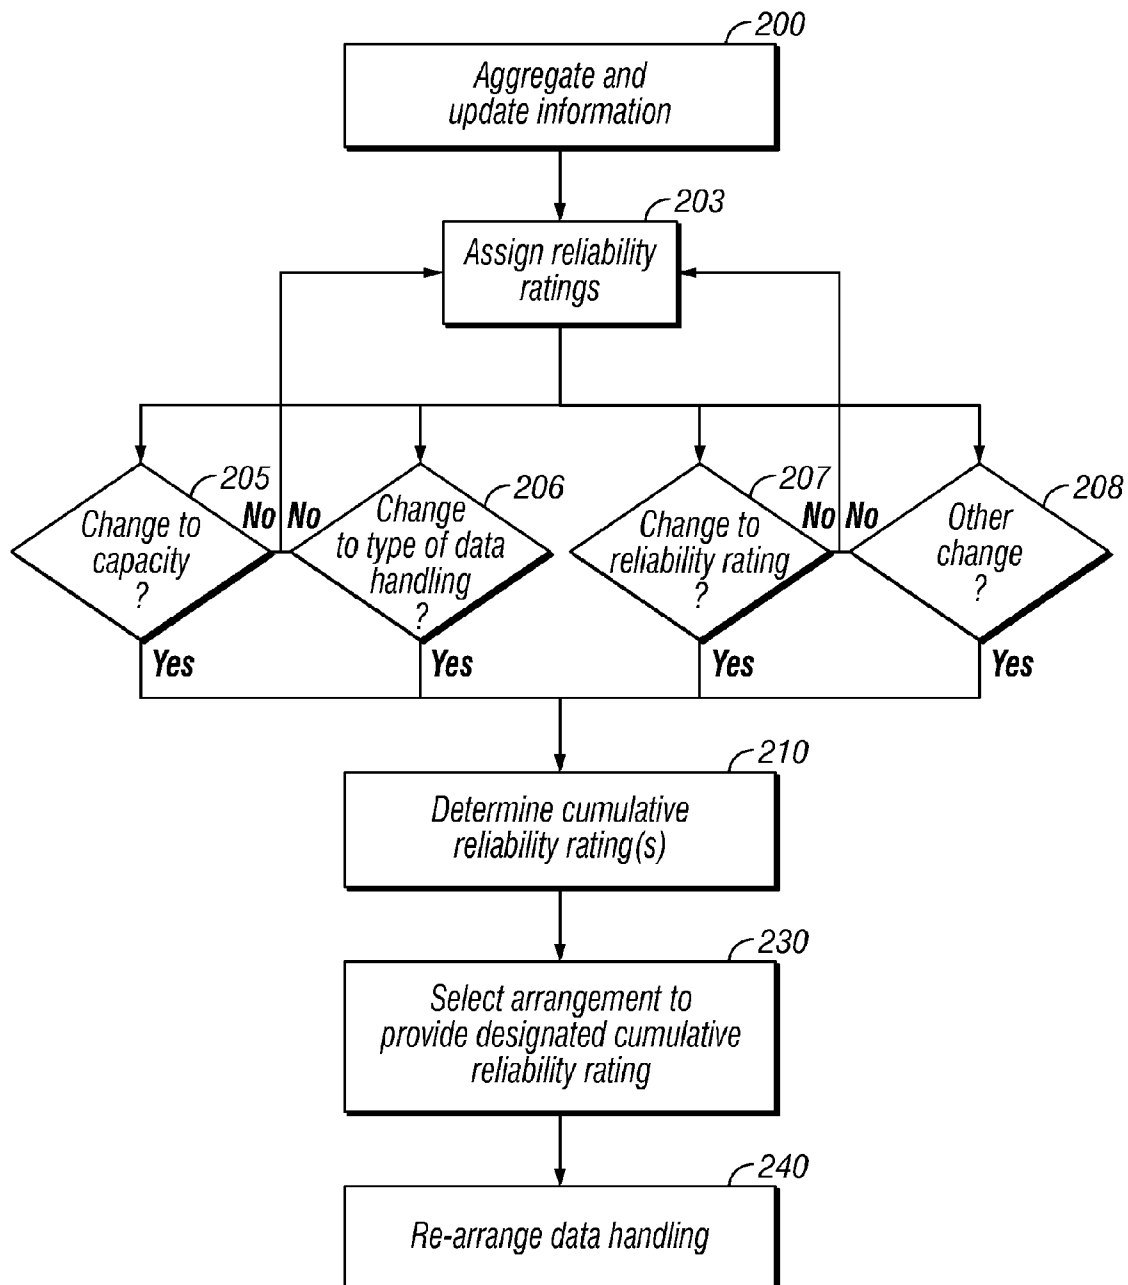 200
Aggregate and
update information
203
Assign reliability
ratings
205
Change to
capacity
?
No
No
206
Change
to type of data
handling
?
207
Change to
reliability rating
?
No
No
208
Other
change
?
Yes
Yes
Yes
Yes
210
Determine cumulative
reliability rating(s)
230
Select arrangement to
provide designated cumulative
reliability rating
240
Re-arrange data handling